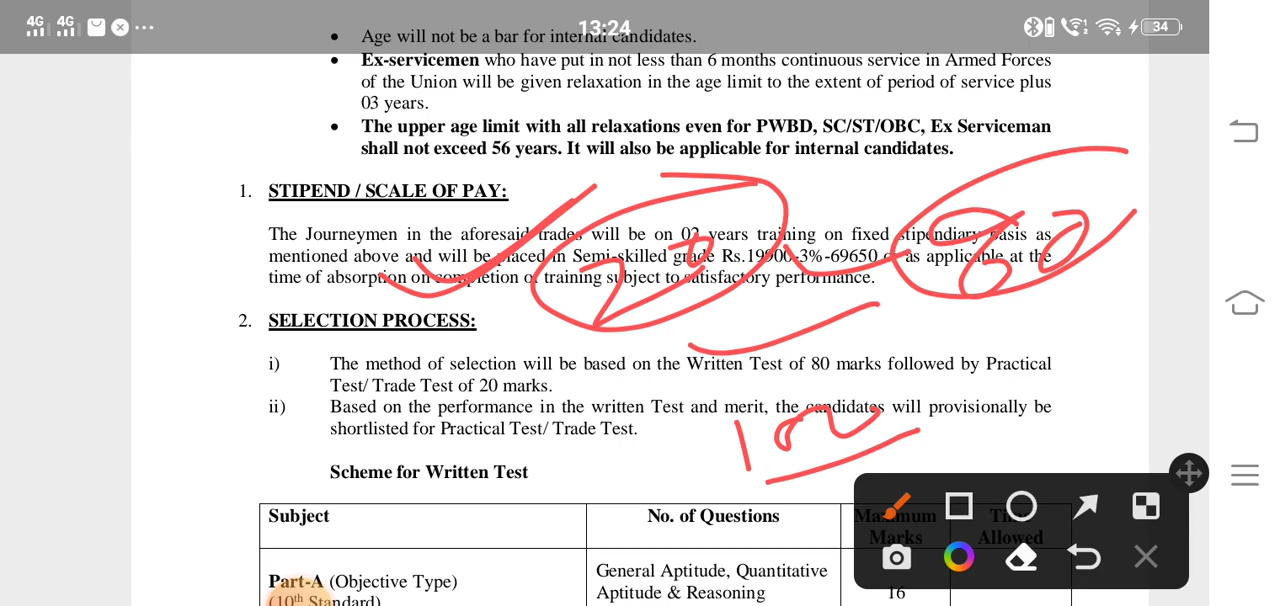 4G 4G
13:24
34
• Age will not be a bar for internal candidates.
• Ex-servicemen who have put in not less than 6 months continuous service in Armed Forces
of the Union will be given relaxation in the age limit to the extent of period of service plus
03 years.
• The upper age limit with all relaxations even for PWBD, SC/ST/OBC, Ex Serviceman
shall not exceed 56 years. It will also be applicable for internal candidates.
1. STIPEND / SCALE OF PAY:
The Journeymen in the aforesaid trades will be on years training on fixed stipendiary basis as
mentioned above and will be placed in Semi-skilled grade Rs.19900-3%-69650 as applicable at the
time of absorption on completion of training subject to satisfactory performance.
80
2. SELECTION PROCESS:
i) The method of selection will be based on the Written Test of 80 marks followed by Practical
Test/ Trade Test of 20 marks.
ii) Based on the performance in the written Test and merit, the candidates will provisionally be
shortlisted for Practical Test/ Trade Test.
100
Scheme for Written Test
Subject No. of Questions Maximum Time
Marks Allowed
Part-A (Objective Type) General Aptitude, Quantitative
(10th Standard) Aptitude & Reasoning 16